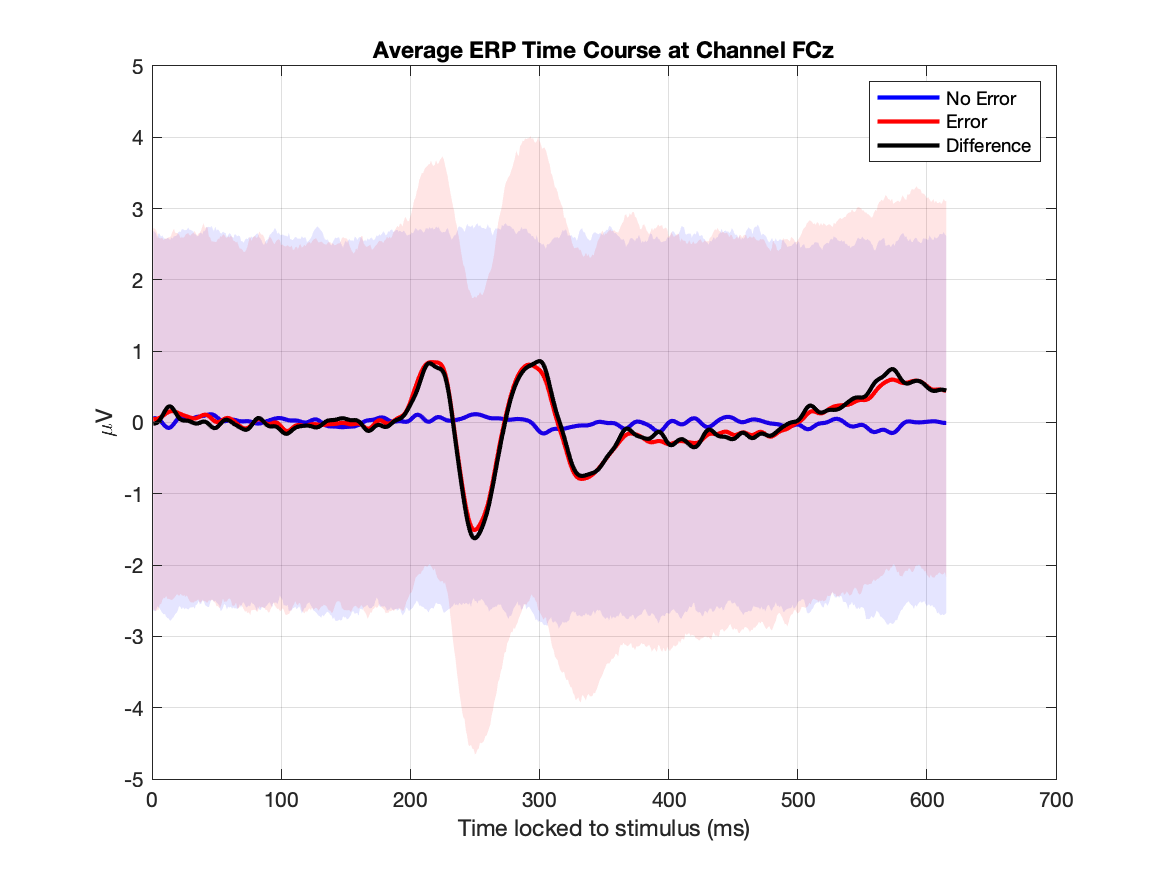 Average ERP Time Course at Channel FCz
No Error
Error
Difference
5
4
3
2
1
0
-1
-2
-3
-4
-5
μV
0 100 200 300 400 500 600 700
Time locked to stimulus (ms)